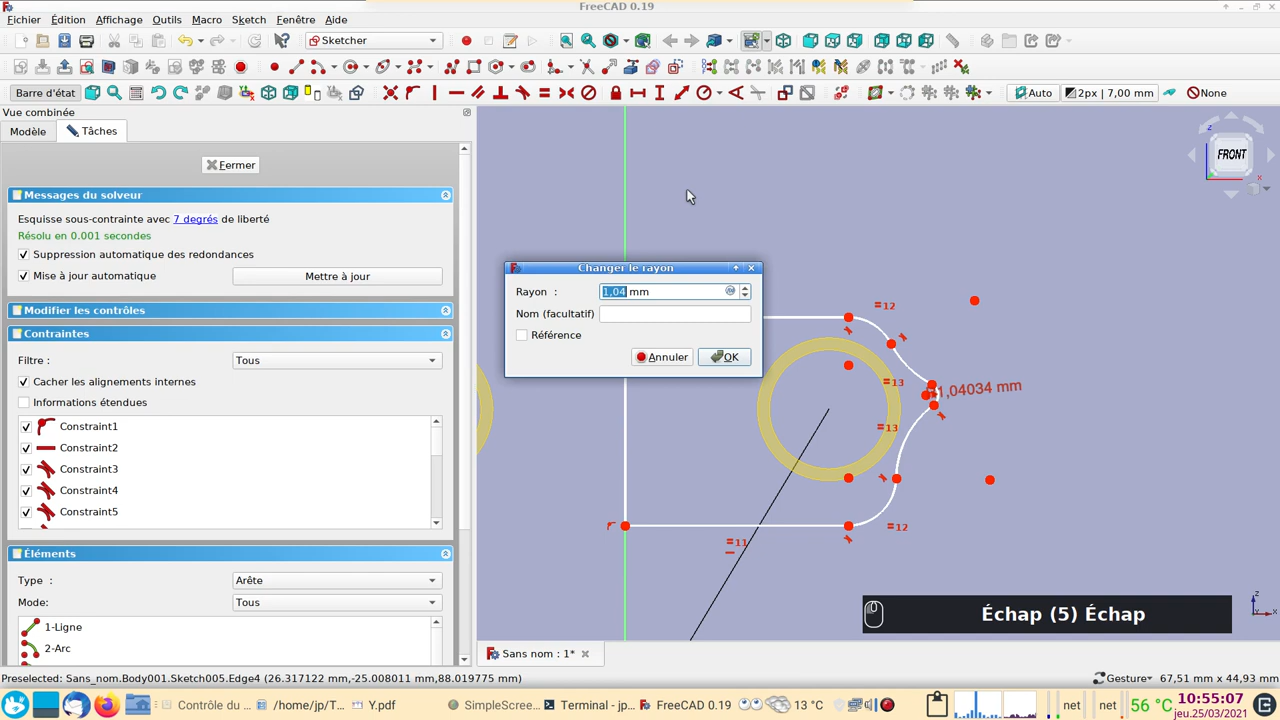 FreeCAD 0.19
Fichier Édition Affichage Outils Macro Sketch Fenêtre Aide
Sketcher
Barre d'état
Auto 2px | 7,00 mm None
Vue combinée
Modèle Tâches
Fermer
Messages du solveur
Esquisse sous-contrainte avec 7 degrés de liberté
Résolu en 0.001 secondes
Suppression automatique des redondances
Mise à jour automatique Mettre à jour
Modifier les contrôles
Contraintes
Filtre : Tous
Cacher les alignements internes
Informations étendues
Constraint1
Constraint2
Constraint3
Constraint4
Constraint5
Éléments
Type : Arête
Mode: Tous
1-Ligne
2-Arc
FRONT
z
x
Changer le rayon
Rayon : 1,04 mm
Nom (facultatif)
Référence
Annuler OK
=12
=13
1,04034 mm
=13
=12
=11
Échap (5) Échap
z
x
Sans nom : 1*
Preselected: Sans_nom.Body001.Sketch005.Edge4 (26.317122 mm,-25.008011 mm,88.019775 mm)
Gesture 67,51 mm x 44,93 mm
Contrôle du ... /home/jp/T... Y.pdf SimpleScreen... Terminal - jp... FreeCAD 0.19 13 °C net net 56 °C 10:55:07
jeu.25/03/2021